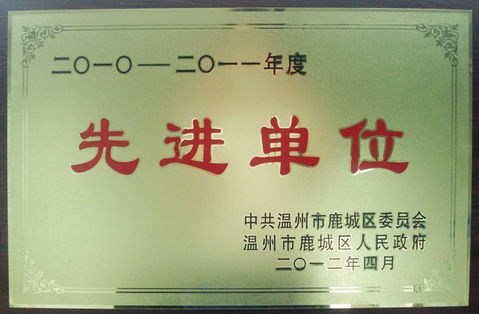 二〇一〇—二〇一一年度
先进单位
中共温州市鹿城区委员会
温州市鹿城区人民政府
二〇一二年四月